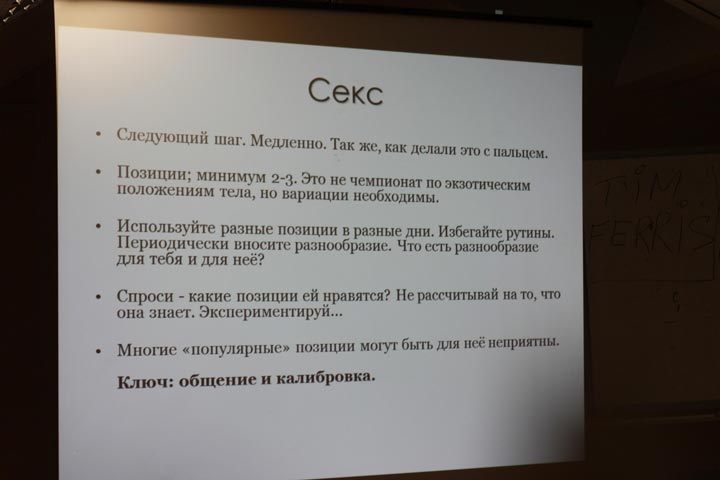 Секс
• Следующий шаг. Медленно. Так же, как делали это с пальцем.
• Позиции; минимум 2-3. Это не чемпионат по экзотическим
положениям тела, но вариации необходимы.
• Используйте разные позиции в разные дни. Избегайте рутины.
Периодически вносите разнообразие. Что есть разнообразие
для тебя и для неё?
• Спроси - какие позиции ей нравятся? Не рассчитывай на то, что
она знает. Экспериментируй...
• Многие «популярные» позиции могут быть для неё неприятны.
Ключ: общение и калибровка.
TiM
FERRIS